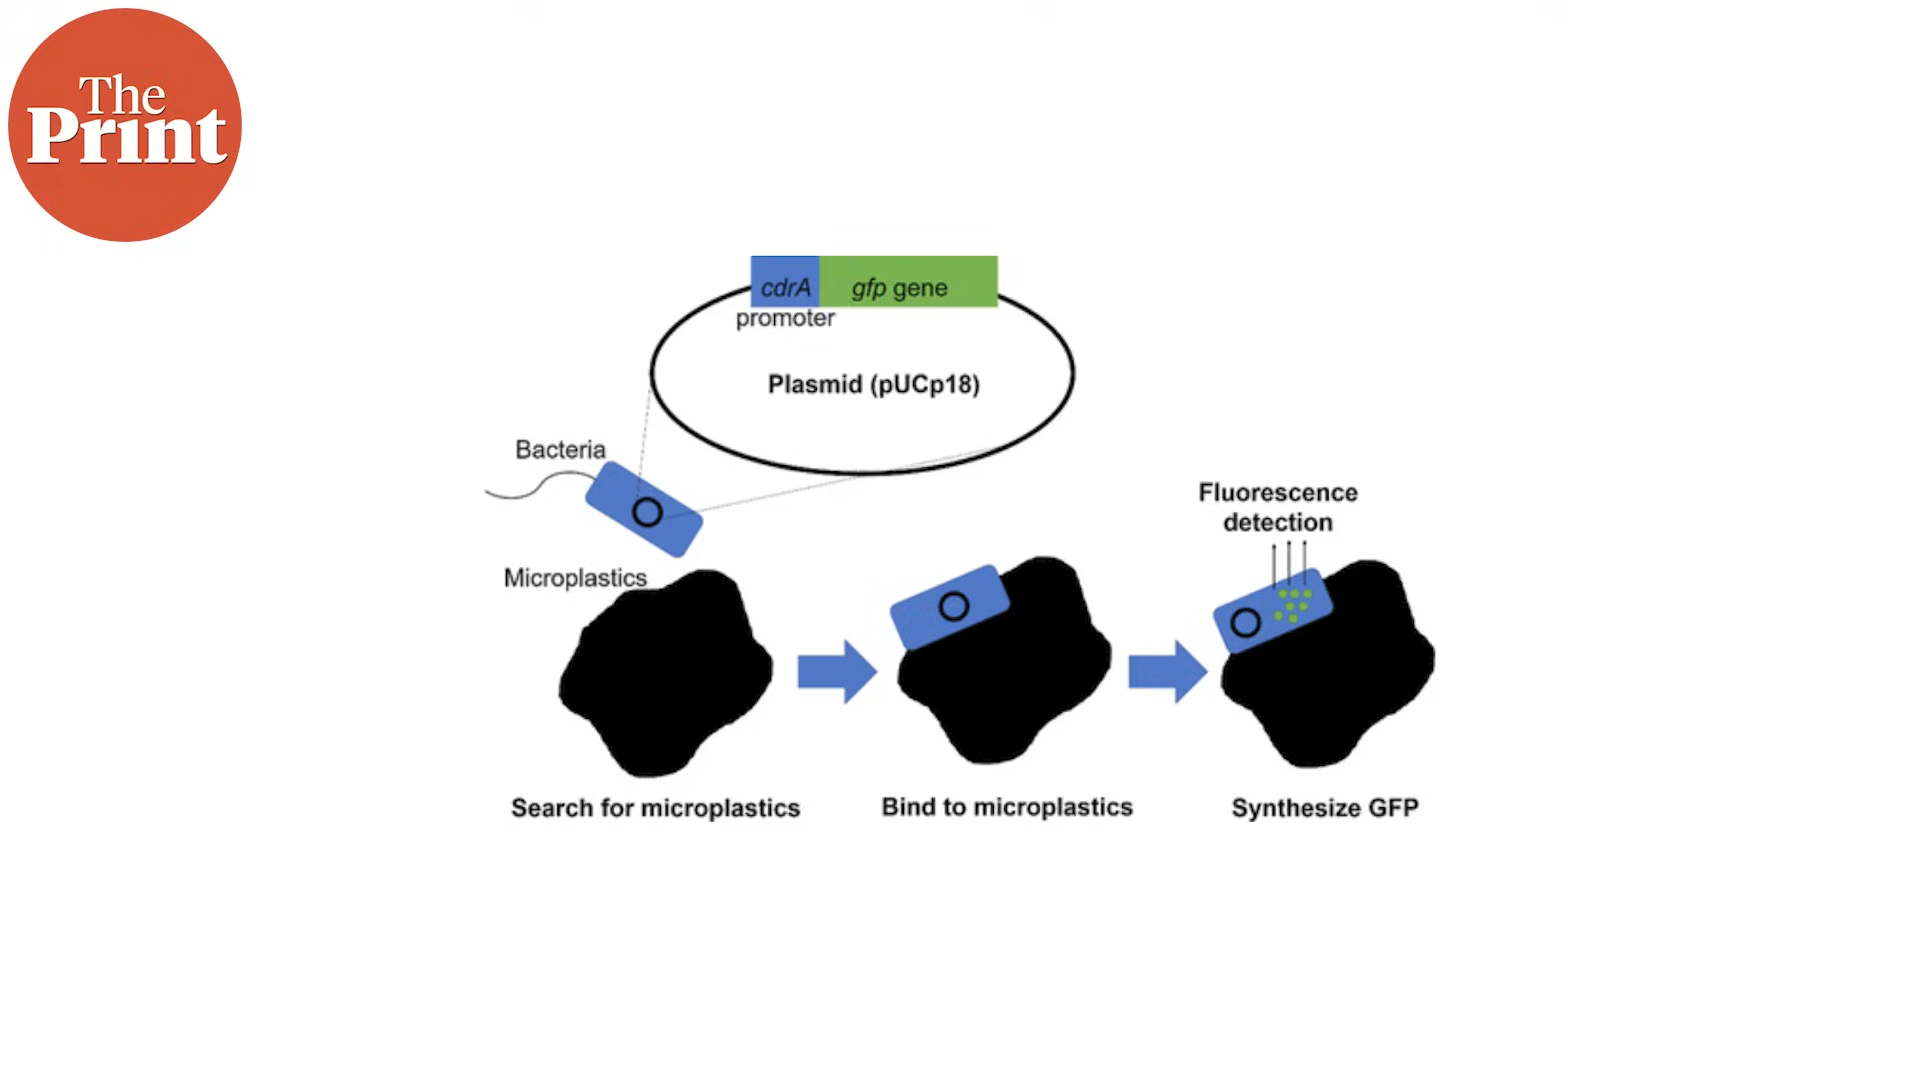 The
Print
cdrA gfp gene
promoter
Plasmid (pUCp18)
Bacteria
Microplastics
Fluorescence
detection
Search for microplastics
Bind to microplastics
Synthesize GFP